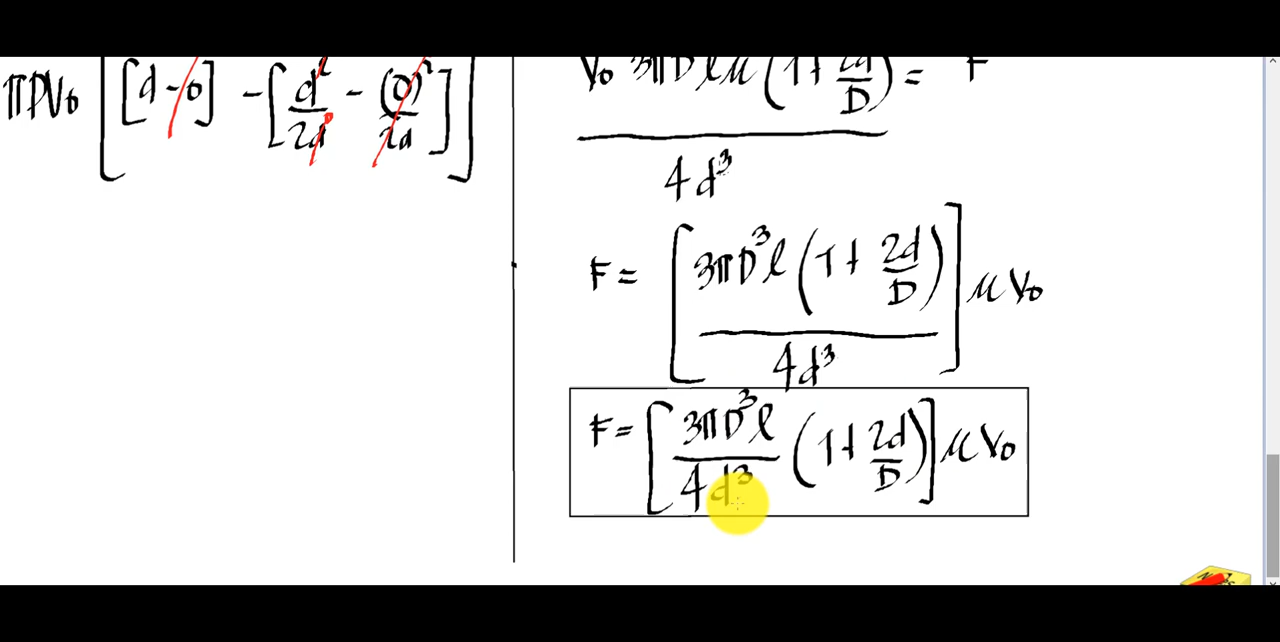 πDV₀ [[d - 0] - [d²/2d - (0)²/2d]]
V₀ 3πD³lμ (1 + 2d/D) = F
4d³
F = [3πD³l (1 + 2d/D) / 4d³] μV₀
F = [3πD³l / 4d³ (1 + 2d/D)] μV₀